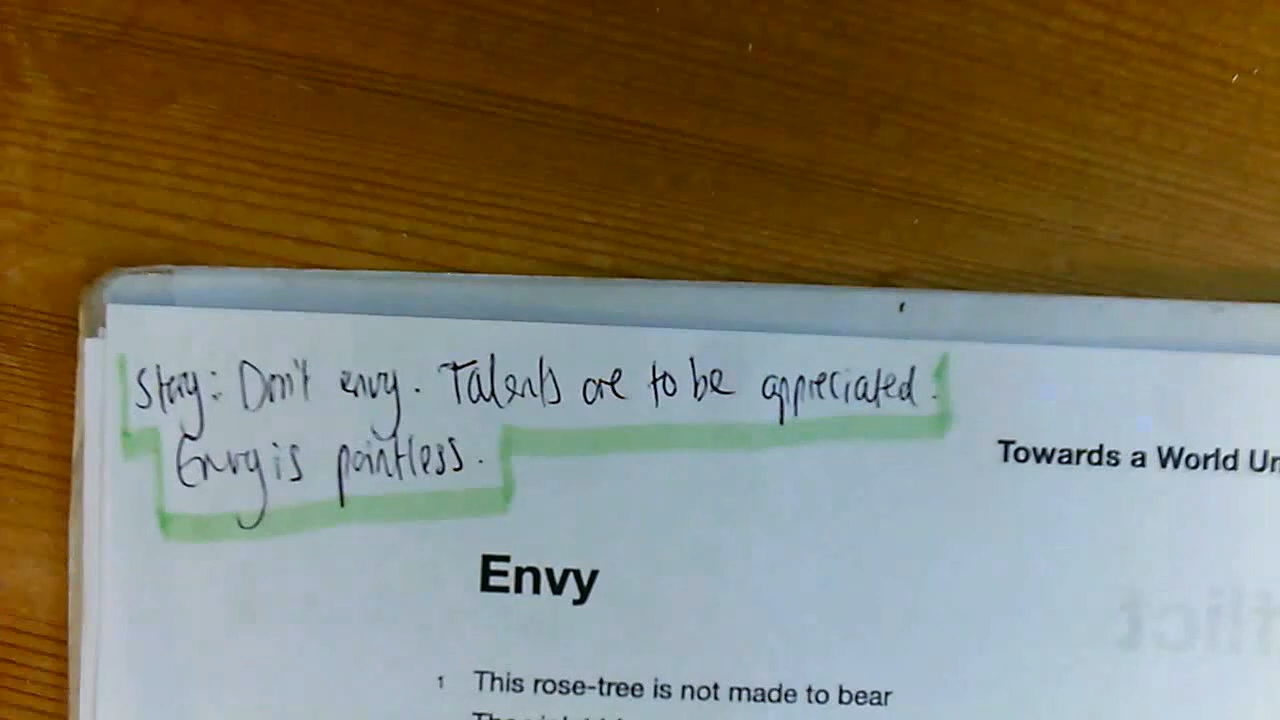 Story: Don't envy. Talents are to be appreciated.
Envy is pointless.
Towards a World Un
Envy
1 This rose-tree is not made to bear